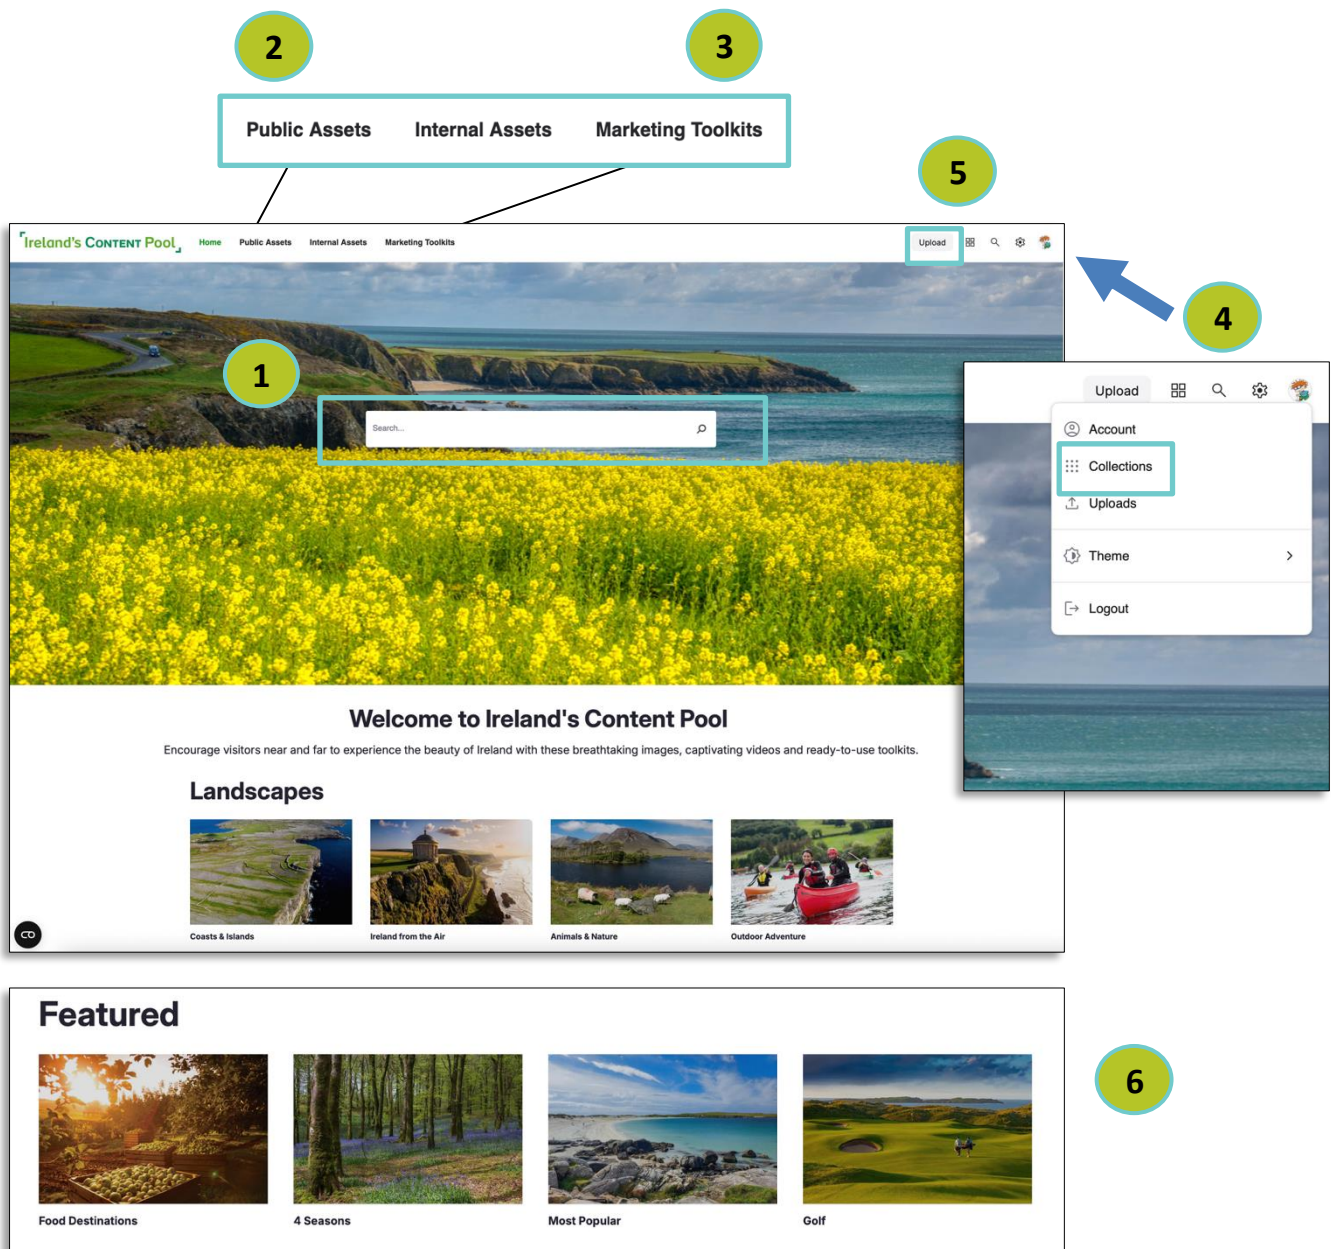 2
3
Public Assets Internal Assets Marketing Toolkits
5
Ireland's CONTENT POOL Home Public Assets Internal Assets Marketing Toolkits Upload
4
1
Search...
Upload
Account
Collections
Uploads
Theme
Logout
Welcome to Ireland's Content Pool
Encourage visitors near and far to experience the beauty of Ireland with these breathtaking images, captivating videos and ready-to-use toolkits.
Landscapes
Coasts & Islands Ireland from the Air Animals & Nature Outdoor Adventure
Featured
6
Food Destinations 4 Seasons Most Popular Golf